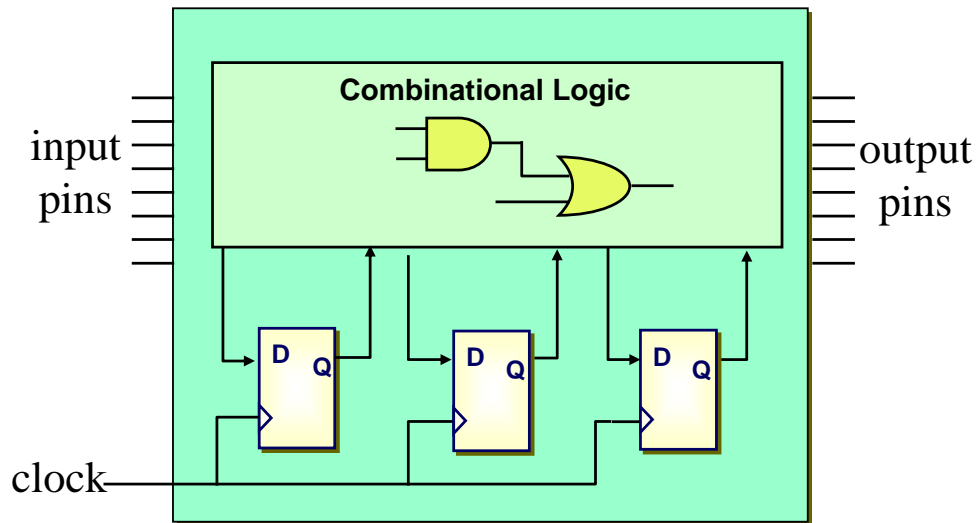 Combinational Logic
input
pins
output
pins
D
Q
D
Q
D
Q
clock